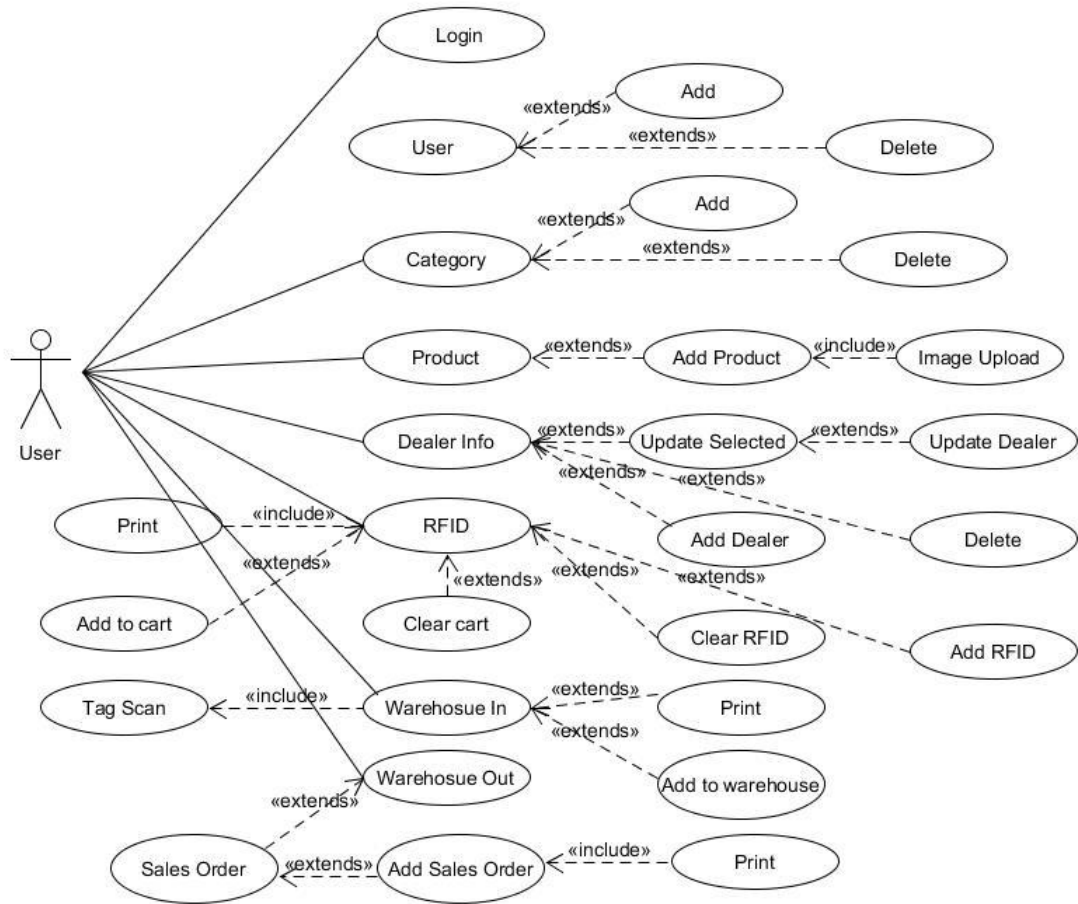 Login
«extends»
Add
User
«extends»
Delete
«extends»
Add
Category
«extends»
Delete
Product
«extends»
Add Product
«include»
Image Upload
User
Dealer Info
«extends»
Update Selected
«extends»
Update Dealer
«extends»
«extends»
Print
«include»
RFID
Add Dealer
Delete
«extends»
«extends»
«extends»
«extends»
Add to cart
Clear cart
Clear RFID
Add RFID
Tag Scan
«include»
Warehosue In
«extends»
Print
«extends»
Warehosue Out
Add to warehouse
«extends»
Sales Order
«extends»
Add Sales Order
«include»
Print